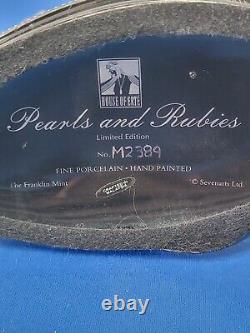 HOUSE OF ERTE
Pearls and Rubies
Limited Edition
No. M2389
FINE PORCELAIN • HAND PAINTED
The Franklin Mint
© Sevenarts Ltd.